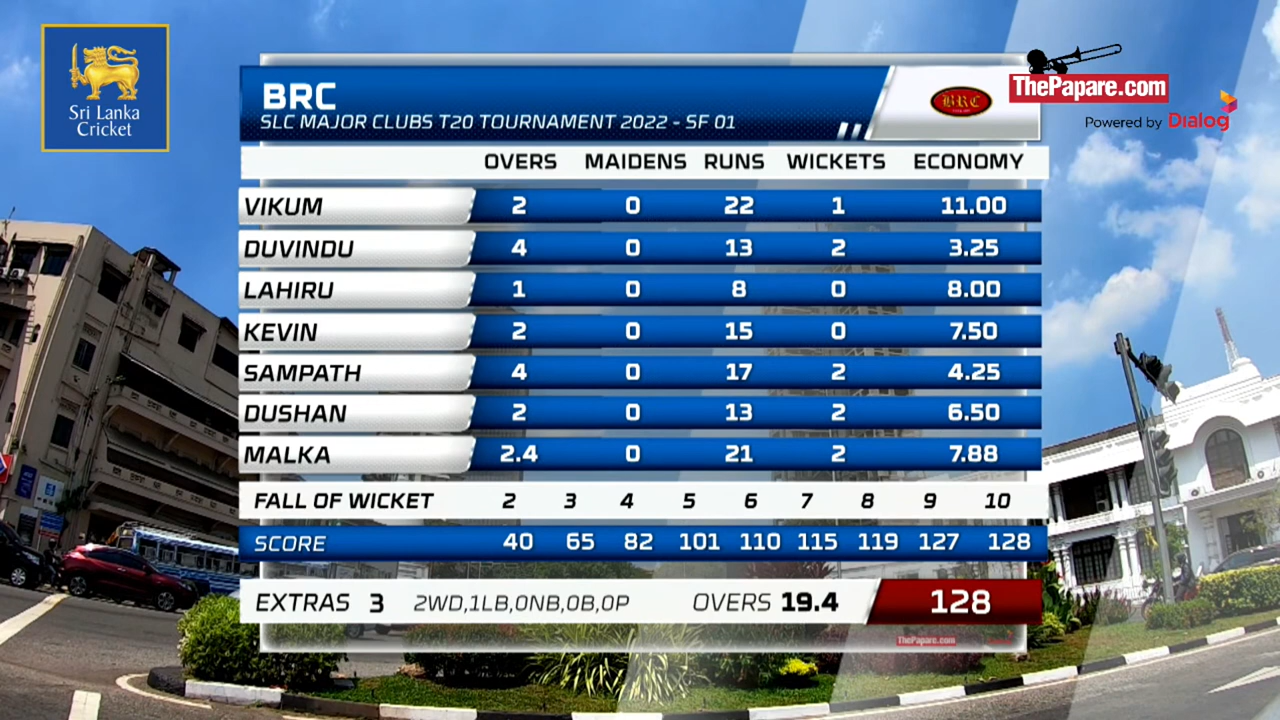 Sri Lanka
Cricket
BRC
SLC MAJOR CLUBS T20 TOURNAMENT 2022 - SF 01
BRC
ThePapare.com
Powered by Dialog
OVERS MAIDENS RUNS WICKETS ECONOMY
VIKUM 2 0 22 1 11.00
DUVINDU 4 0 13 2 3.25
LAHIRU 1 0 8 0 8.00
KEVIN 2 0 15 0 7.50
SAMPATH 4 0 17 2 4.25
DUSHAN 2 0 13 2 6.50
MALKA 2.4 0 21 2 7.88
FALL OF WICKET 2 3 4 5 6 7 8 9 10
SCORE 40 65 82 101 110 115 119 127 128
EXTRAS 3 2WD,1LB,0NB,0B,0P OVERS 19.4 128
ThePapare.com